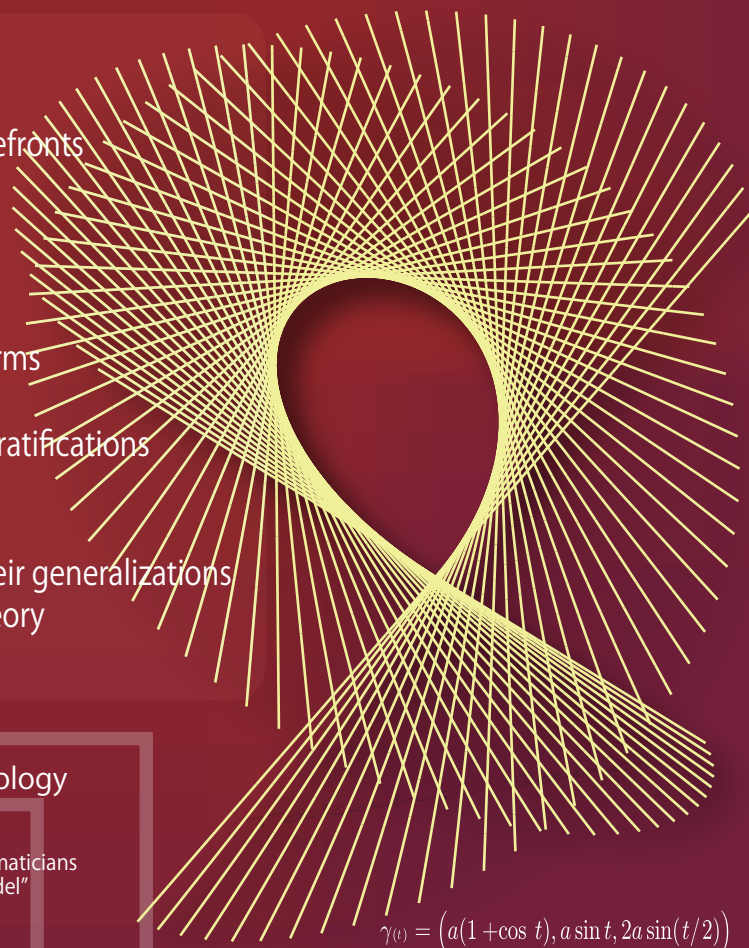 efronts
rms
ratifications
eir generalizations
eory
ology
maticians
del”
γ(t) = (a(1+cos t), a sin t, 2a sin(t/2))